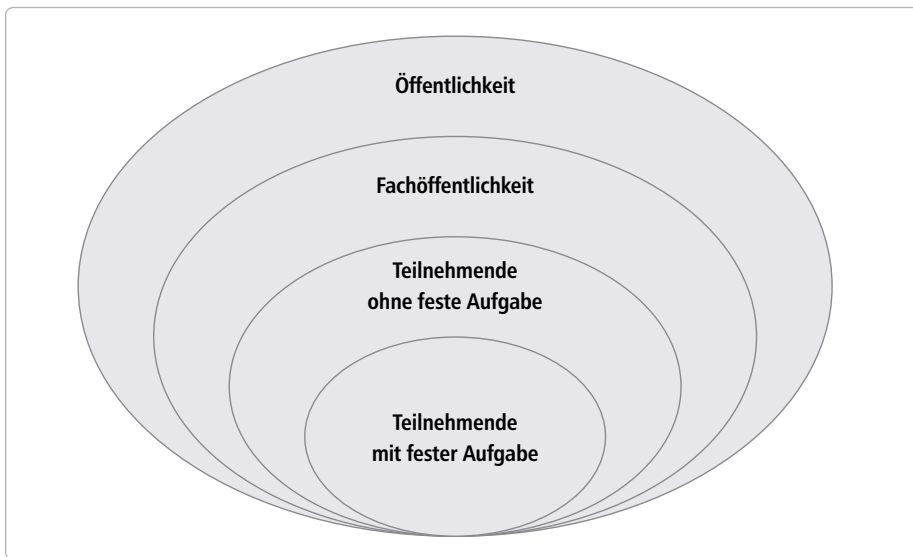 Öffentlichkeit
Fachöffentlichkeit
Teilnehmende
ohne feste Aufgabe
Teilnehmende
mit fester Aufgabe